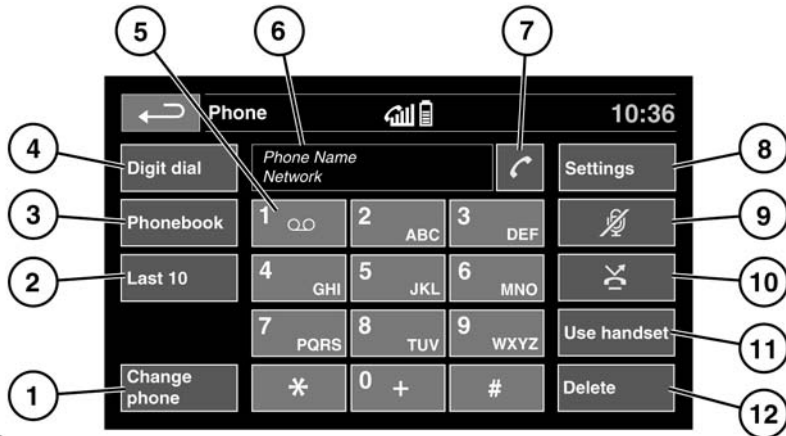 5
6
7
Phone
10:36
4
Digit dial
Phone Name
Network
Settings
8
3
Phonebook
1
2 ABC
3 DEF
9
2
Last 10
4 GHI
5 JKL
6 MNO
10
7 PQRS
8 TUV
9 WXYZ
Use handset
11
1
Change
phone
*
0 +
#
Delete
12